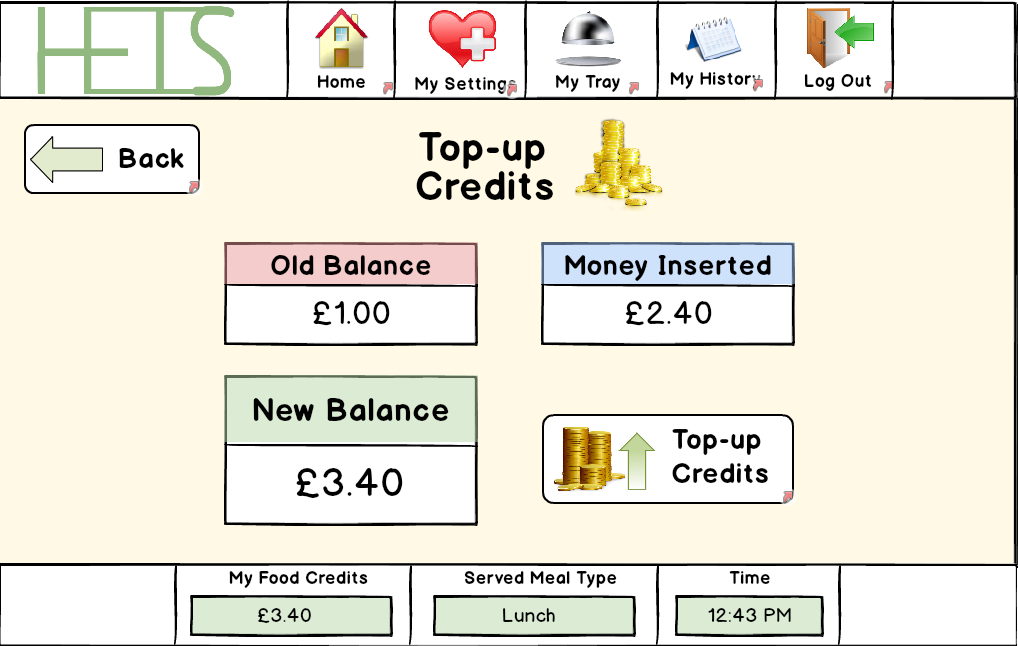 HETS
Home
My Settings
My Tray
My History
Log Out
Back
Top-up
Credits
Old Balance
Money Inserted
£1.00
£2.40
New Balance
£3.40
Top-up
Credits
My Food Credits
Served Meal Type
Time
£3.40
Lunch
12:43 PM